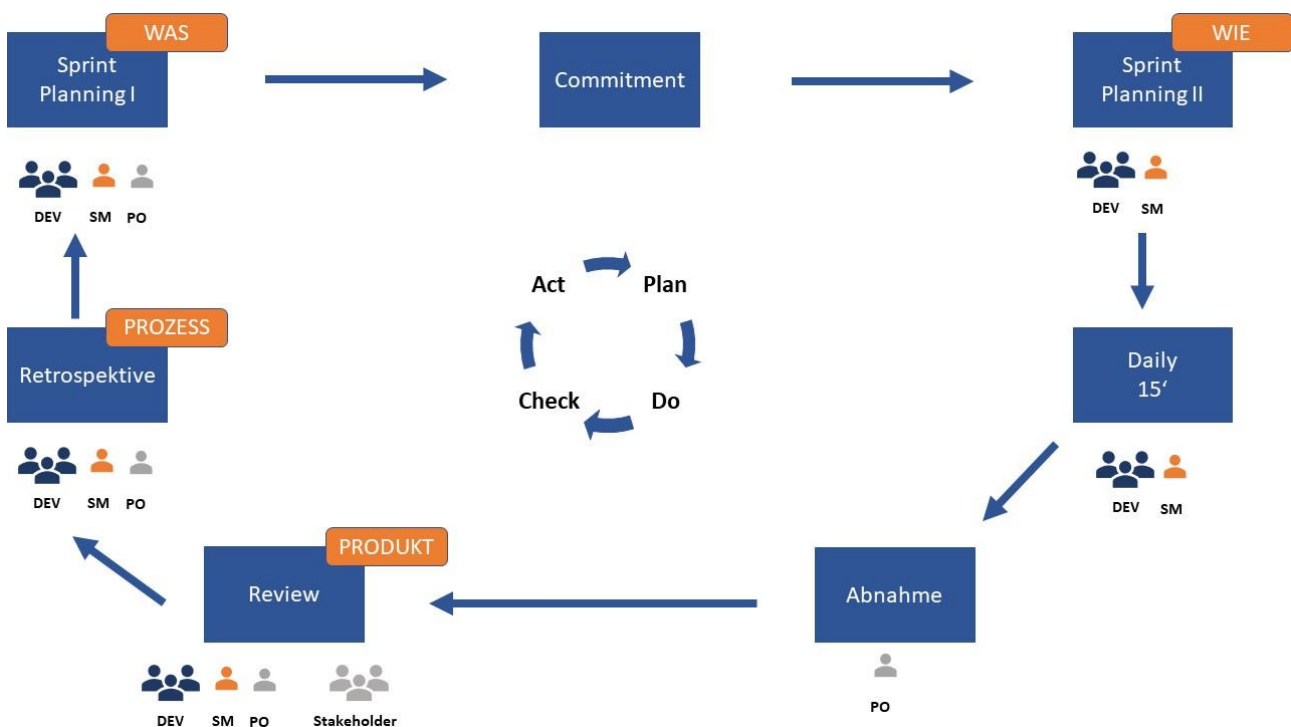 WAS
Sprint
Planning I
DEV SM PO
Commitment
WIE
Sprint
Planning II
DEV SM
Act Plan
Check Do
PROZESS
Retrospektive
DEV SM PO
Daily
15‘
DEV SM
PRODUKT
Review
DEV SM PO Stakeholder
Abnahme
PO